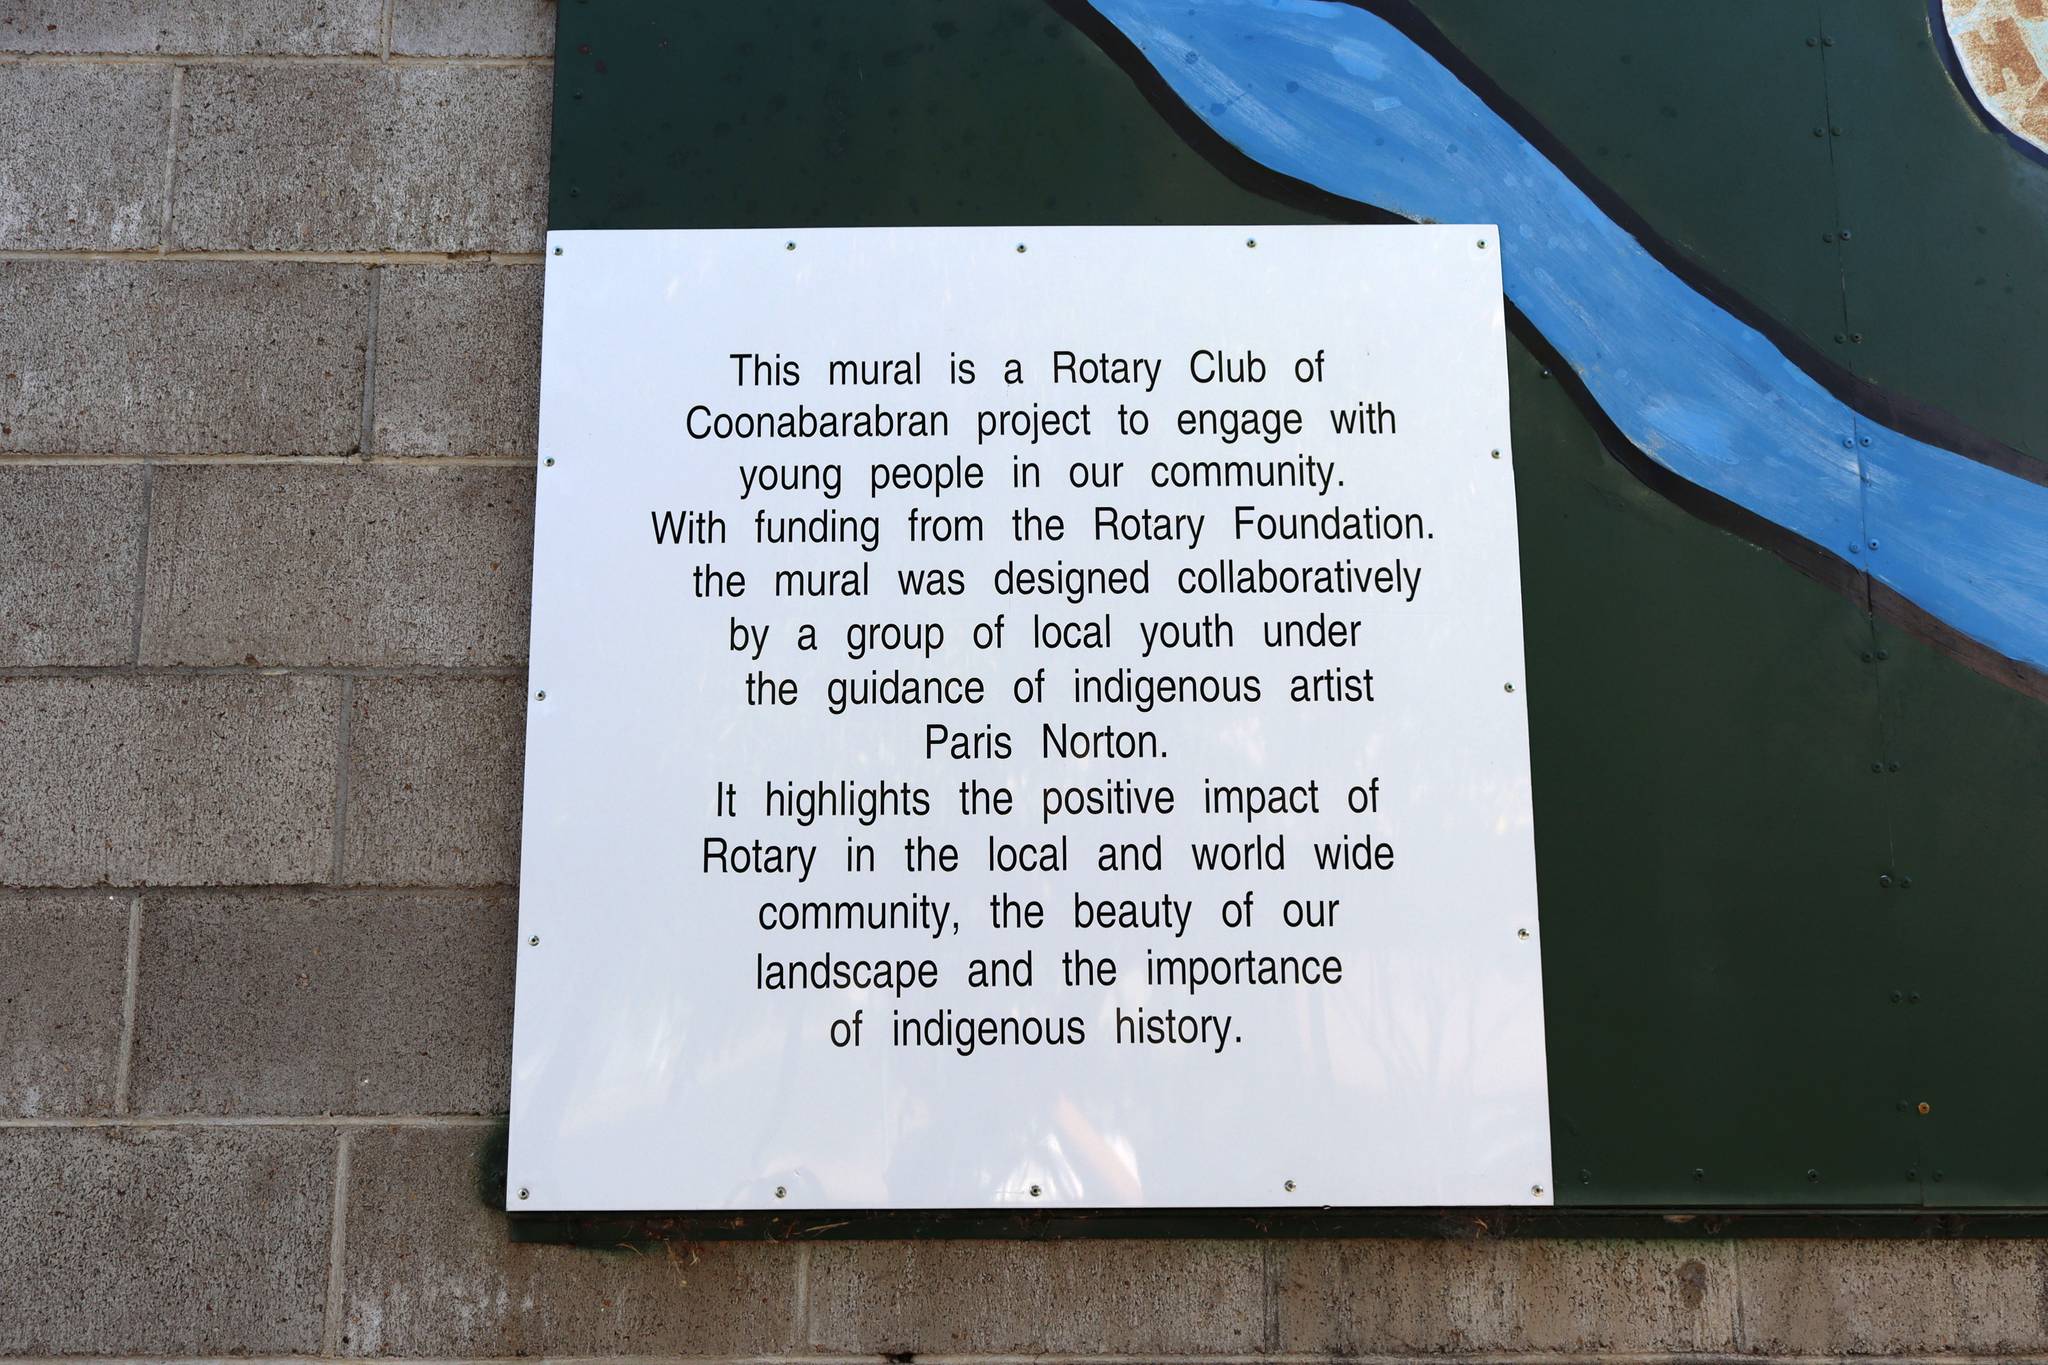 This mural is a Rotary Club of
Coonabarabran project to engage with
young people in our community.
With funding from the Rotary Foundation.
the mural was designed collaboratively
by a group of local youth under
the guidance of indigenous artist
Paris Norton.
It highlights the positive impact of
Rotary in the local and world wide
community, the beauty of our
landscape and the importance
of indigenous history.